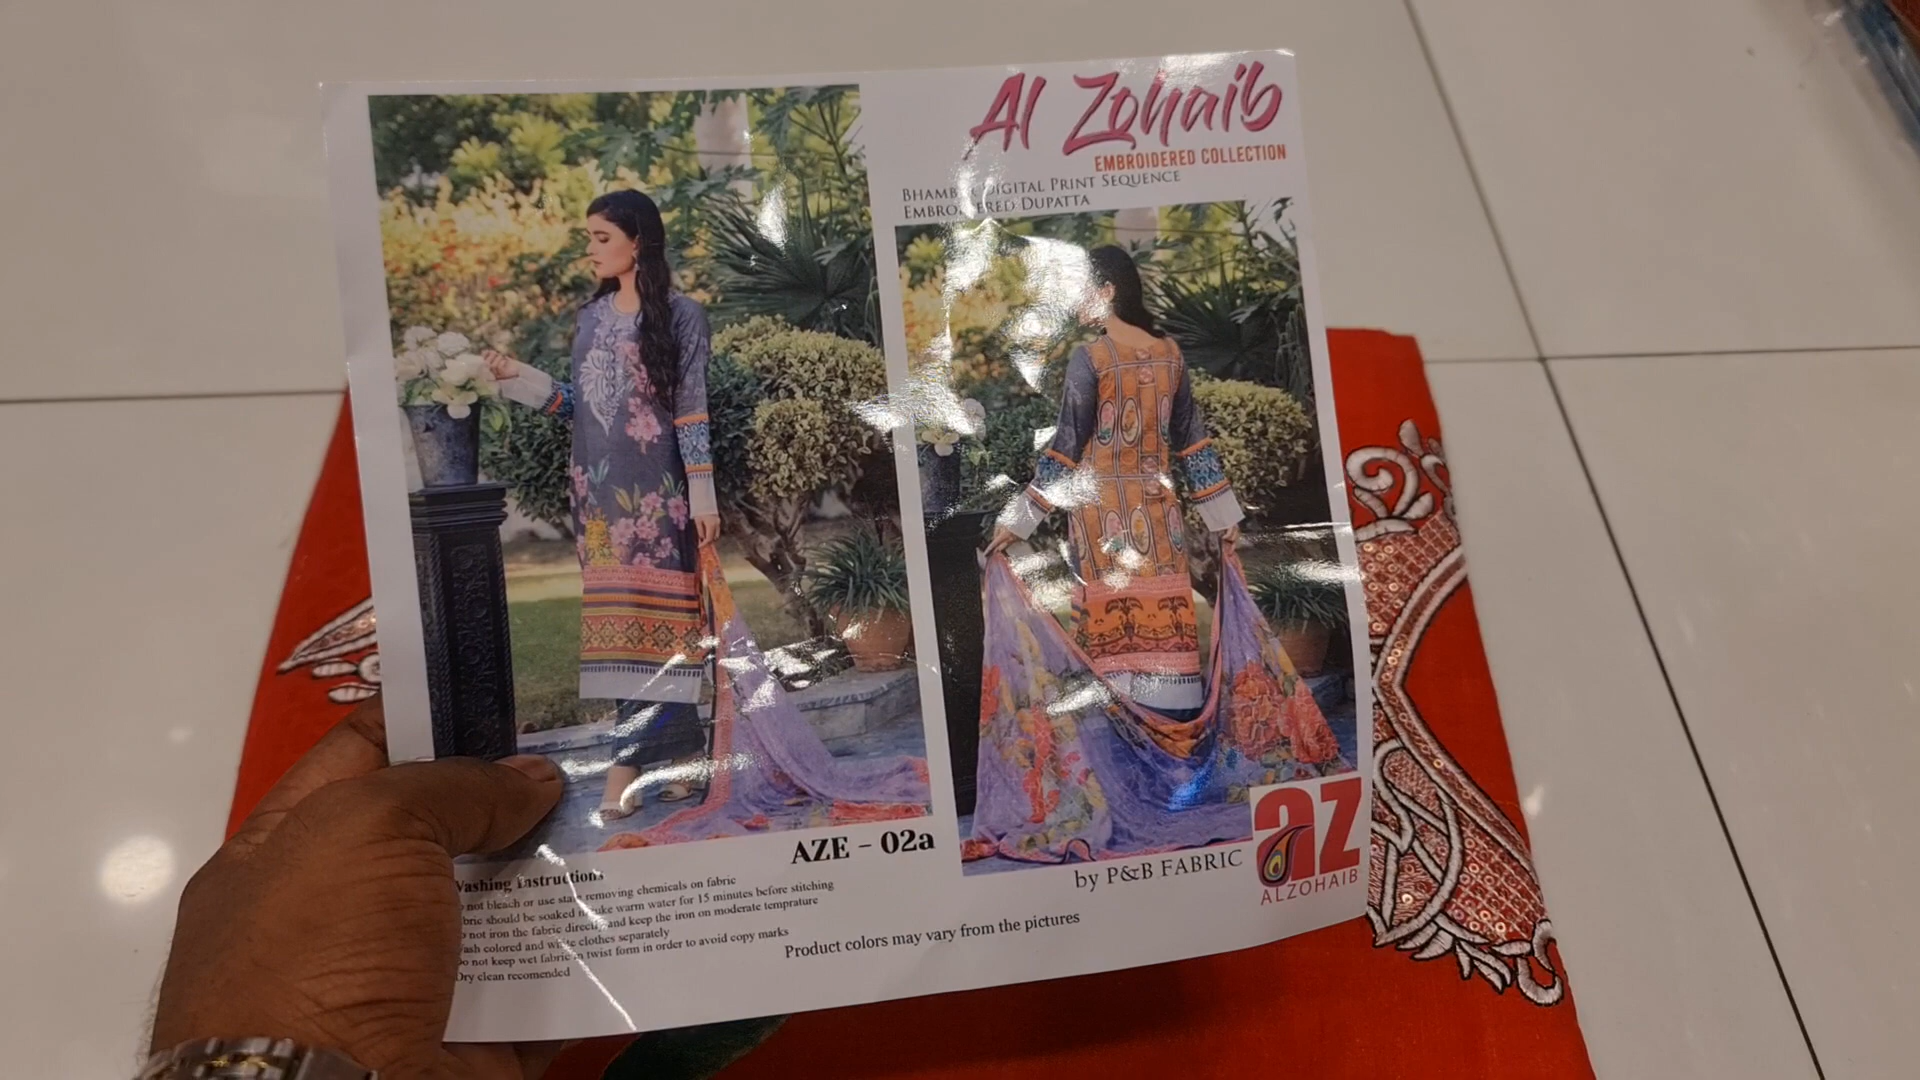 Al Zohaib
EMBROIDERED COLLECTION
DIGITAL PRINT SEQUENCE
DUPATTA
AZE - 02a
by P&B FABRIC
az
ALZOHAIB
Washing Instructions
not bleach or use removing chemicals on fabric
should be soaked warm water for 15 minutes before stitching
not iron the fabric directly and keep the iron on moderate temprature
colored and white clothes separately
Do not keep wet fabric in twist form in order to avoid copy marks
Dry clean recomended
Product colors may vary from the pictures